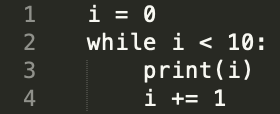 1 i = 0
2 while i < 10:
3     print(i)
4     i += 1